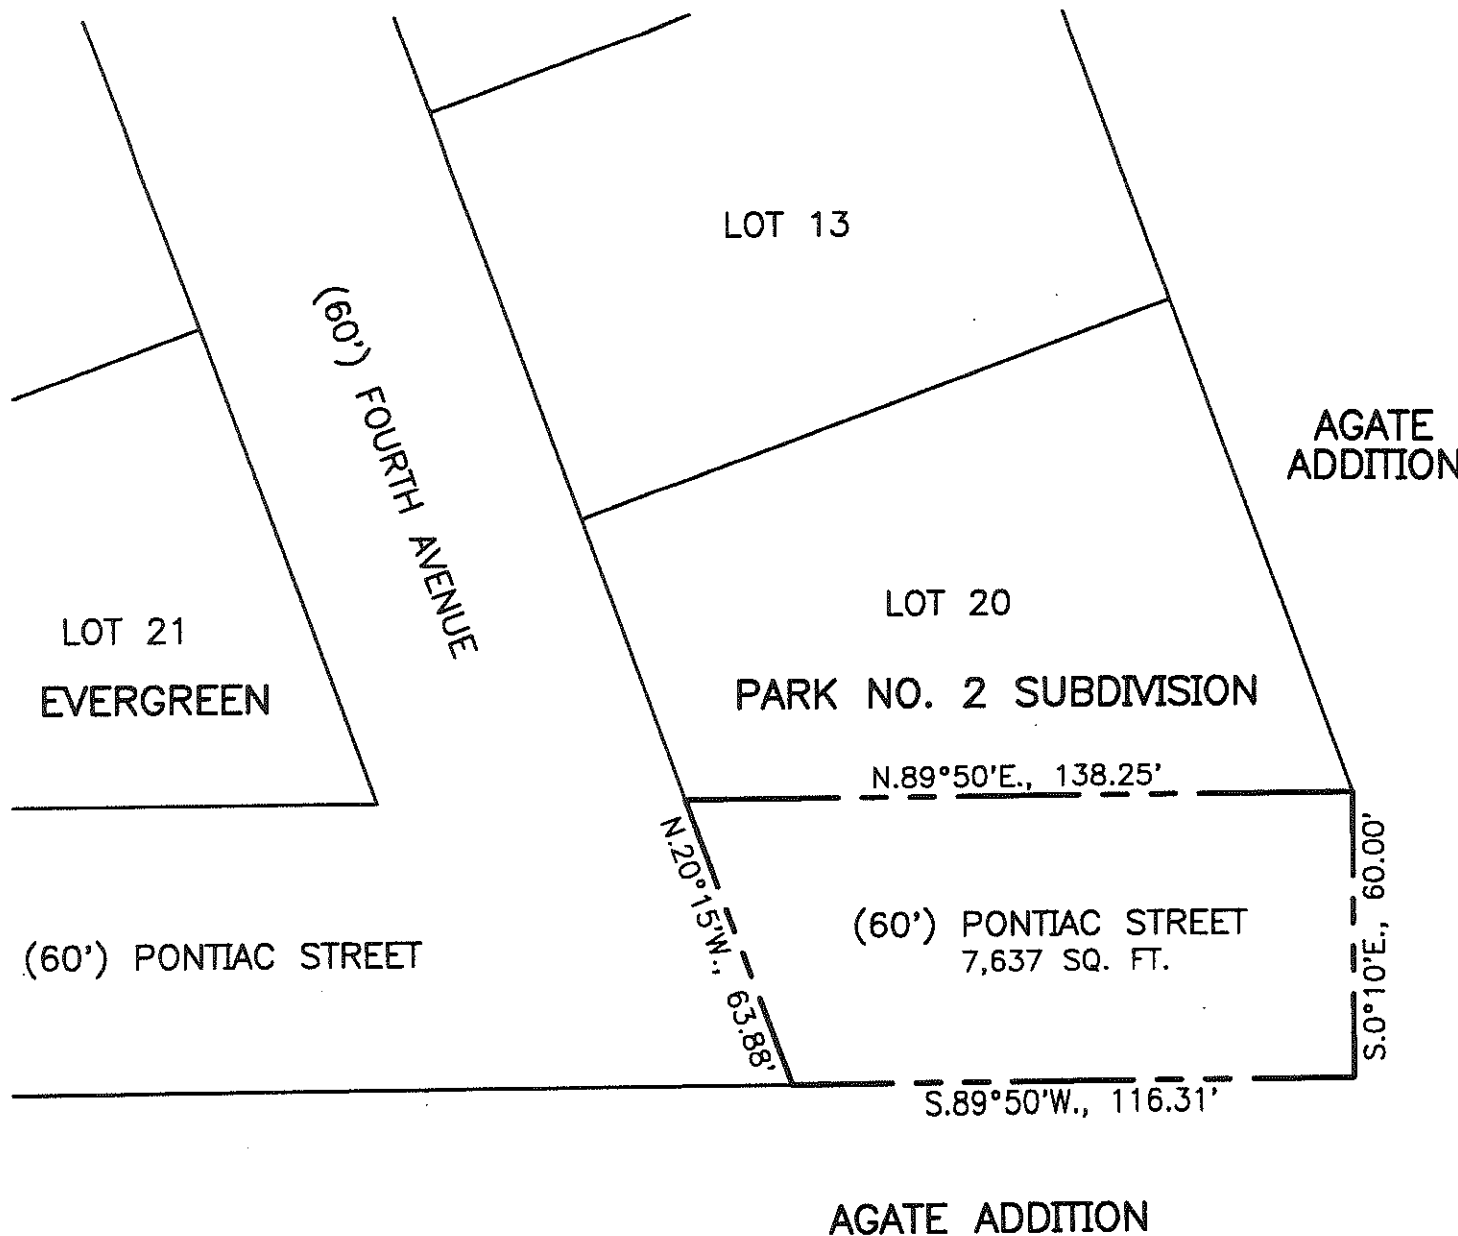 LOT 13
(60') FOURTH AVENUE
AGATE
ADDITION
LOT 21
LOT 20
EVERGREEN
PARK NO. 2 SUBDIVISION
N.89°50'E., 138.25'
N.20°15'W., 63.88'
S.0°10'E., 60.00'
(60') PONTIAC STREET
(60') PONTIAC STREET
7,637 SQ. FT.
S.89°50'W., 116.31'
AGATE ADDITION